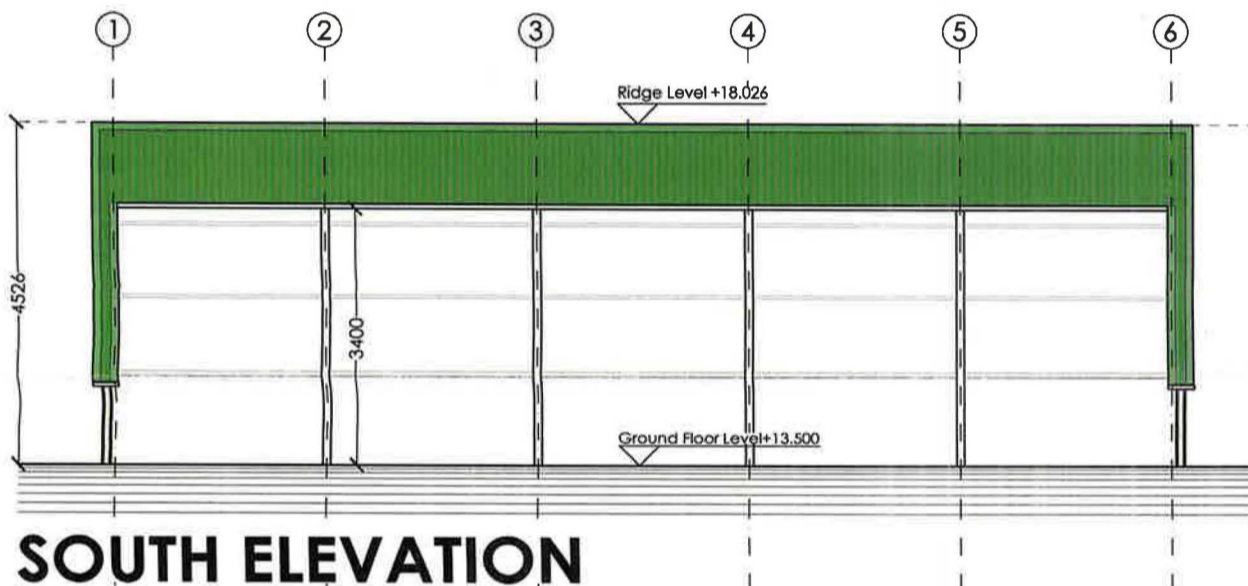 1 2 3 4 5 6
Ridge Level +18.026
4526
3400
Ground Floor Level+13.500
SOUTH ELEVATION